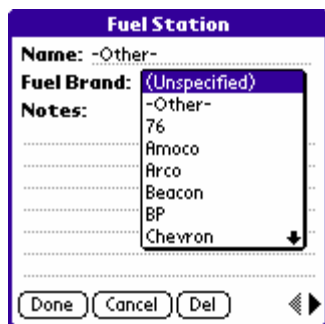 Fuel Station
Name: -Other-
Fuel Brand: (Unspecified)
Notes: -Other-
76
Amoco
Arco
Beacon
BP
Chevron
Done Cancel Del